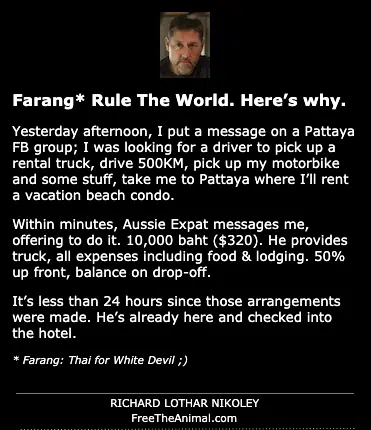 Farang* Rule The World. Here’s why.
Yesterday afternoon, I put a message on a Pattaya
FB group; I was looking for a driver to pick up a
rental truck, drive 500KM, pick up my motorbike
and some stuff, take me to Pattaya where I’ll rent
a vacation beach condo.
Within minutes, Aussie Expat messages me,
offering to do it. 10,000 baht ($320). He provides
truck, all expenses including food & lodging. 50%
up front, balance on drop-off.
It’s less than 24 hours since those arrangements
were made. He’s already here and checked into
the hotel.
* Farang: Thai for White Devil ;)
RICHARD LOTHAR NIKOLEY
FreeTheAnimal.com